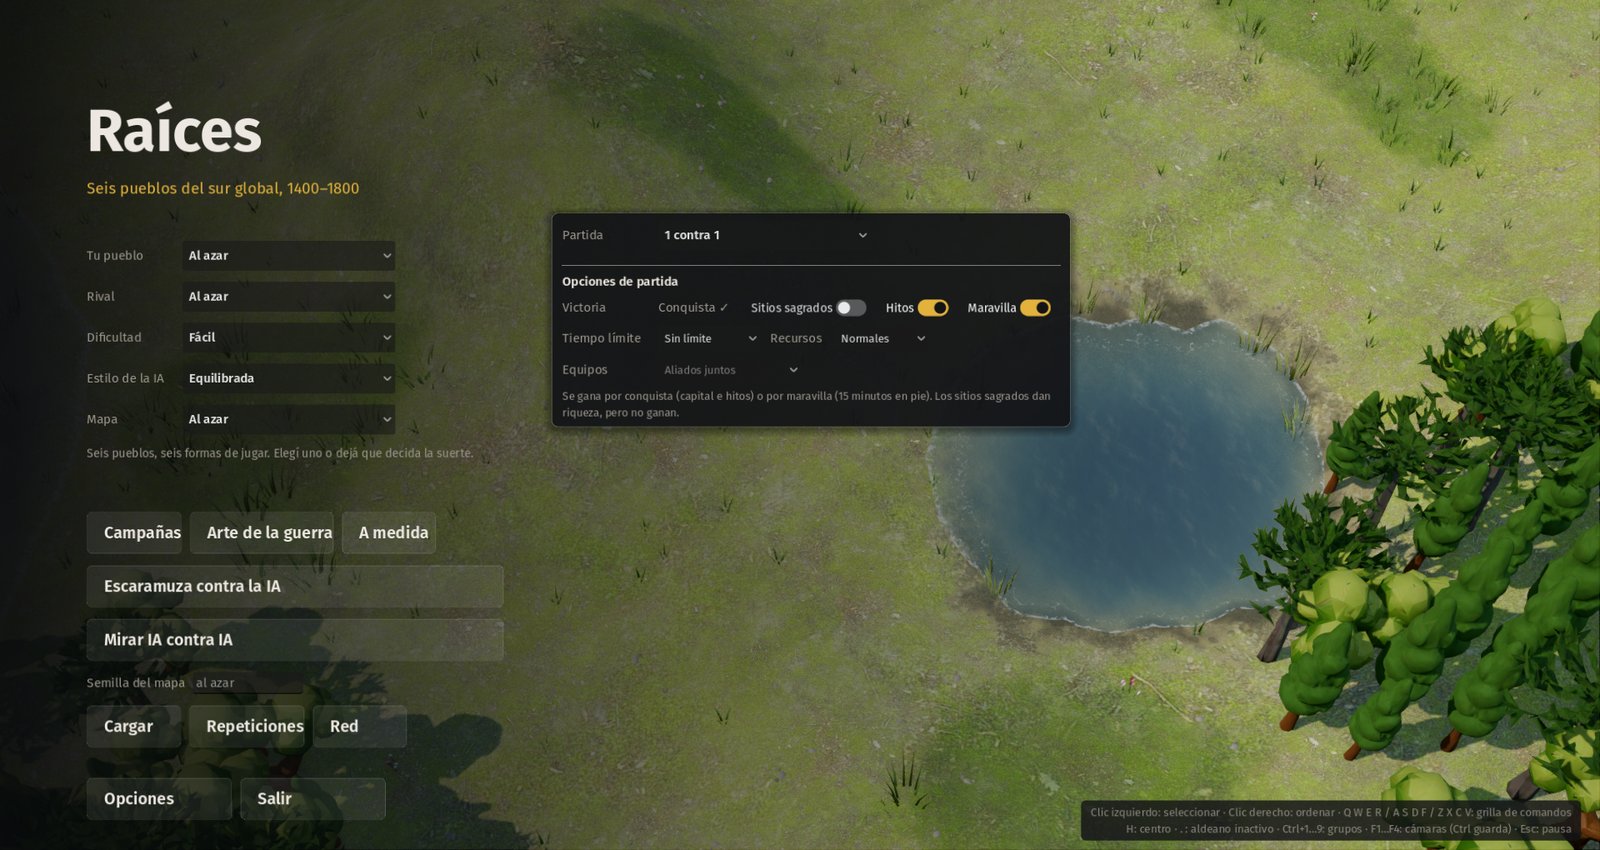 Raíces
Seis pueblos del sur global, 1400–1800
Tu pueblo Al azar
Rival Al azar
Dificultad Fácil
Estilo de la IA Equilibrada
Mapa Al azar
Seis pueblos, seis formas de jugar. Elegí uno o dejá que decida la suerte.
Campañas Arte de la guerra A medida
Escaramuza contra la IA
Mirar IA contra IA
Semilla del mapa al azar
Cargar Repeticiones Red
Opciones Salir
Partida 1 contra 1
Opciones de partida
Victoria Conquista ✓ Sitios sagrados Hitos Maravilla
Tiempo límite Sin límite Recursos Normales
Equipos Aliados juntos
Se gana por conquista (capital e hitos) o por maravilla (15 minutos en pie). Los sitios sagrados dan
riqueza, pero no ganan.
Clic izquierdo: seleccionar · Clic derecho: ordenar · Q W E R / A S D F / Z X C V: grilla de comandos
H: centro · . : aldeano inactivo · Ctrl+1…9: grupos · F1…F4: cámaras (Ctrl guarda) · Esc: pausa